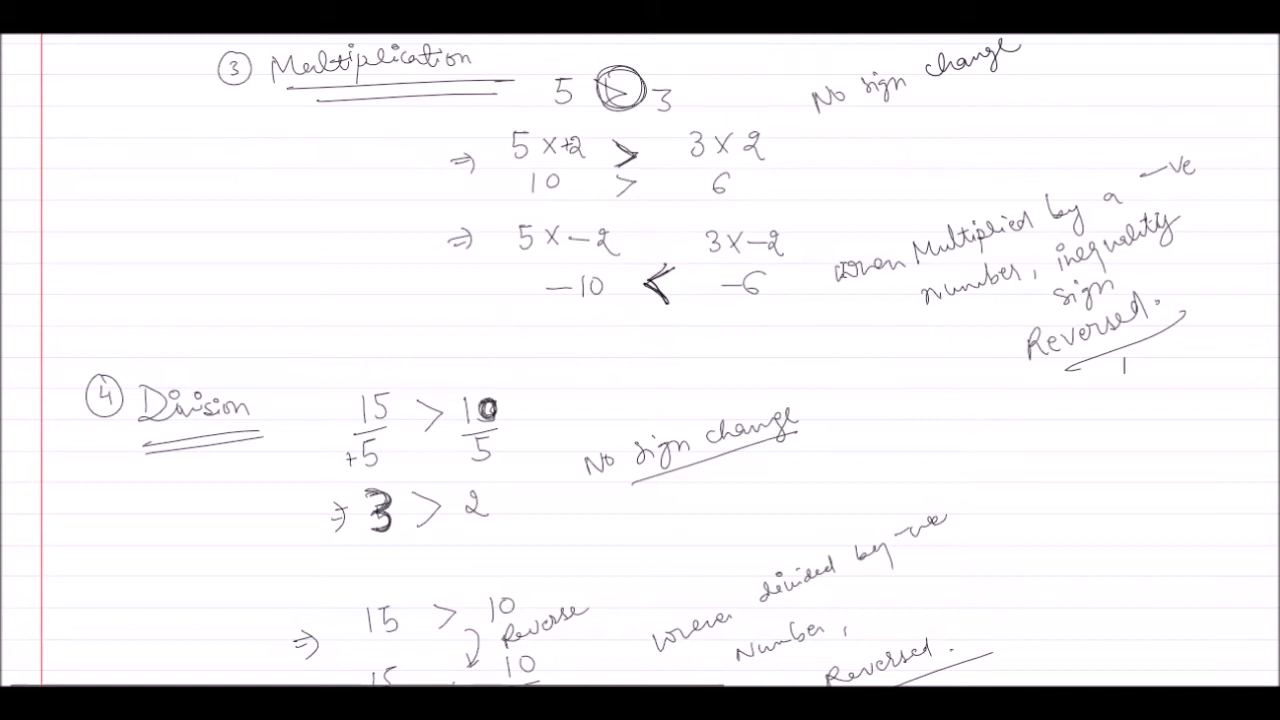 ③ Multiplication
5 > 3
No sign change
⇒ 5 x +2 > 3 x 2
10 > 6
⇒ 5 x -2 3 x -2
-10 < -6
when Multiplied by a -ve
number, inequality
sign
Reversed.
④ Division
15/+5 > 10/5
No sign change
⇒ 3 > 2
⇒ 15 > 10
Reverse
15 10
when divided by -ve
Number,
Reversed.